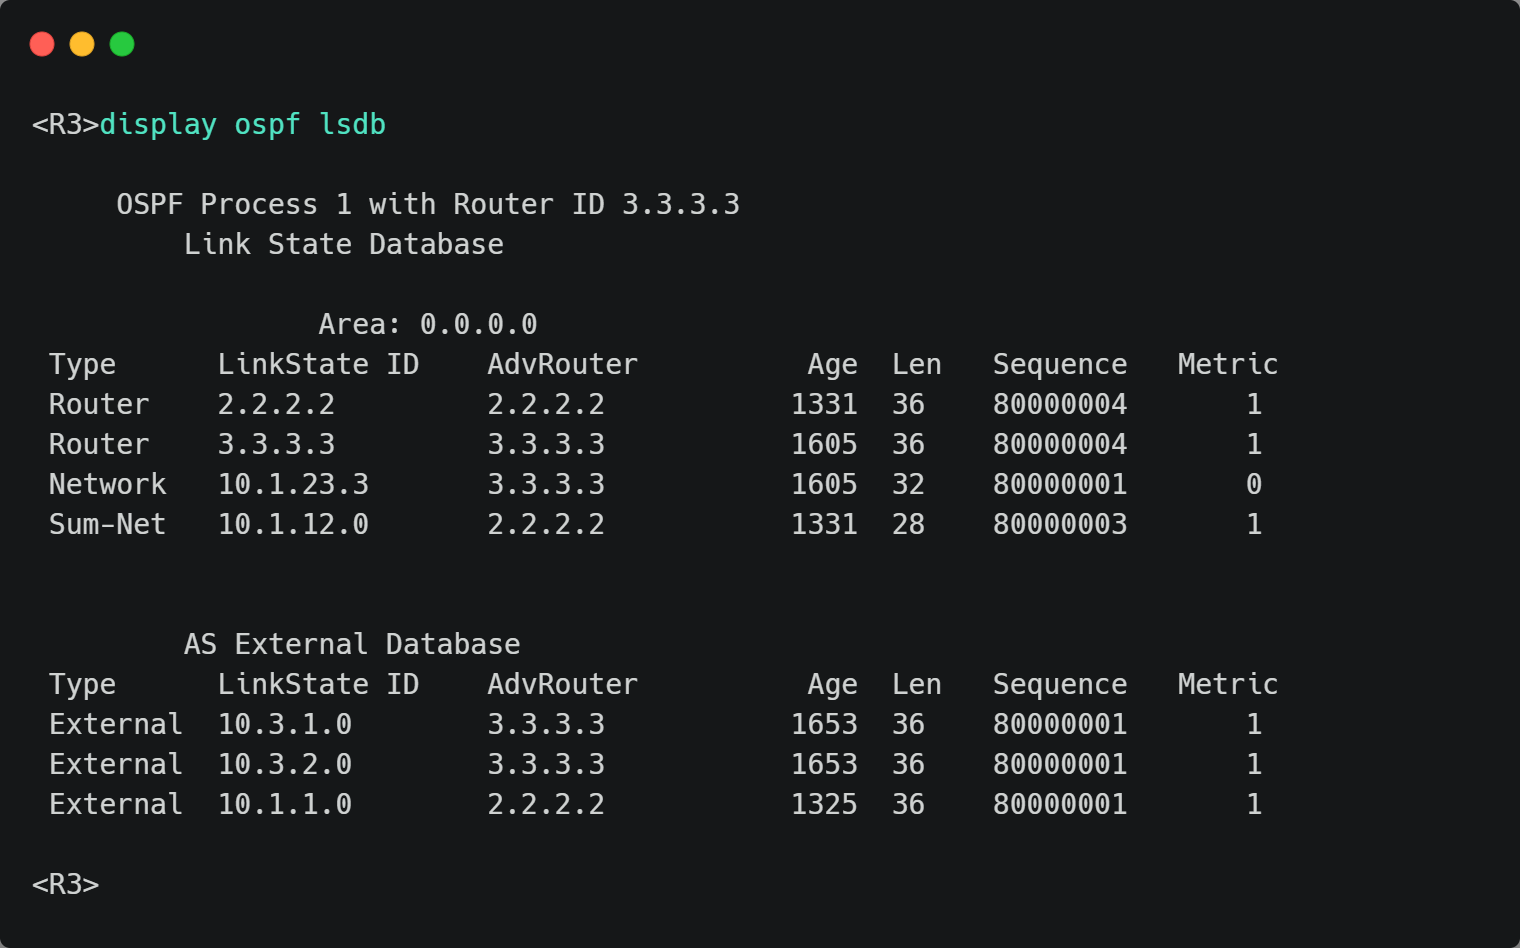 <R3>display ospf lsdb
OSPF Process 1 with Router ID 3.3.3.3
Link State Database
Area: 0.0.0.0
Type LinkState ID AdvRouter Age Len Sequence Metric
Router 2.2.2.2 2.2.2.2 1331 36 80000004 1
Router 3.3.3.3 3.3.3.3 1605 36 80000004 1
Network 10.1.23.3 3.3.3.3 1605 32 80000001 0
Sum-Net 10.1.12.0 2.2.2.2 1331 28 80000003 1
AS External Database
Type LinkState ID AdvRouter Age Len Sequence Metric
External 10.3.1.0 3.3.3.3 1653 36 80000001 1
External 10.3.2.0 3.3.3.3 1653 36 80000001 1
External 10.1.1.0 2.2.2.2 1325 36 80000001 1
<R3>